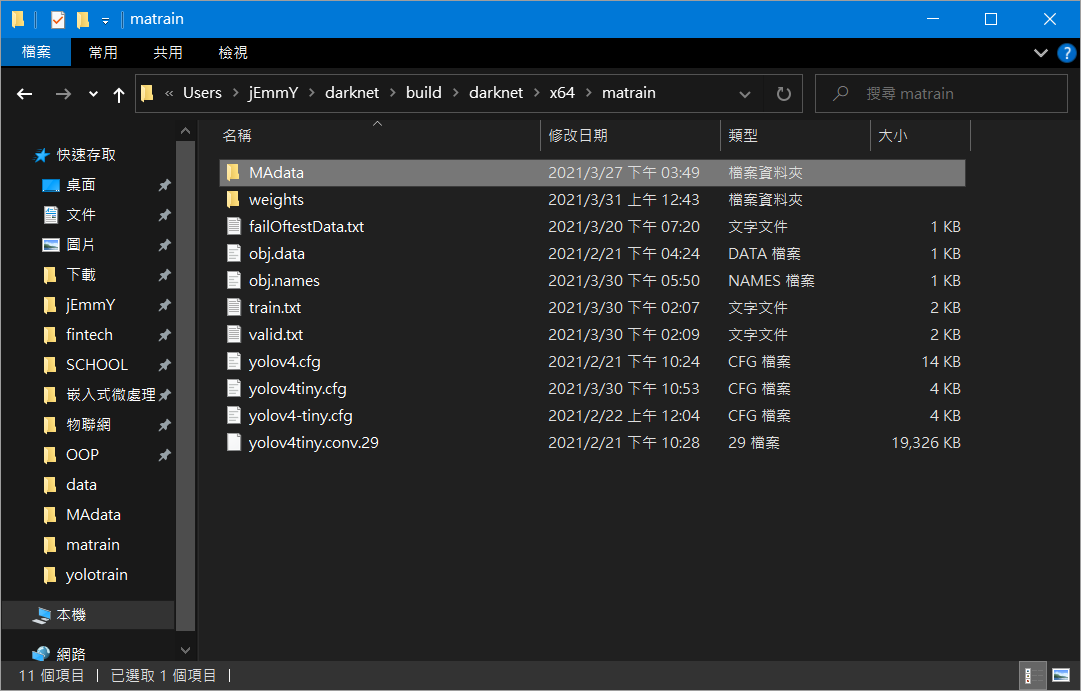 matrain
檔案 常用 共用 檢視
« Users > jEmmY > darknet > build > darknet > x64 > matrain 搜尋 matrain
名稱 修改日期 類型 大小
快速存取
桌面
文件
圖片
下載
jEmmY
fintech
SCHOOL
嵌入式微處理
物聯網
OOP
data
MAdata
matrain
yolotrain
本機
網路
MAdata 2021/3/27 下午 03:49 檔案資料夾
weights 2021/3/31 上午 12:43 檔案資料夾
failOftestData.txt 2021/3/20 下午 07:20 文字文件 1 KB
obj.data 2021/2/21 下午 04:24 DATA 檔案 1 KB
obj.names 2021/3/30 下午 05:50 NAMES 檔案 1 KB
train.txt 2021/3/30 下午 02:07 文字文件 2 KB
valid.txt 2021/3/30 下午 02:09 文字文件 2 KB
yolov4.cfg 2021/2/21 下午 10:24 CFG 檔案 14 KB
yolov4tiny.cfg 2021/3/30 下午 10:53 CFG 檔案 4 KB
yolov4-tiny.cfg 2021/2/22 上午 12:04 CFG 檔案 4 KB
yolov4tiny.conv.29 2021/2/21 下午 10:28 29 檔案 19,326 KB
11 個項目 | 已選取 1 個項目 |